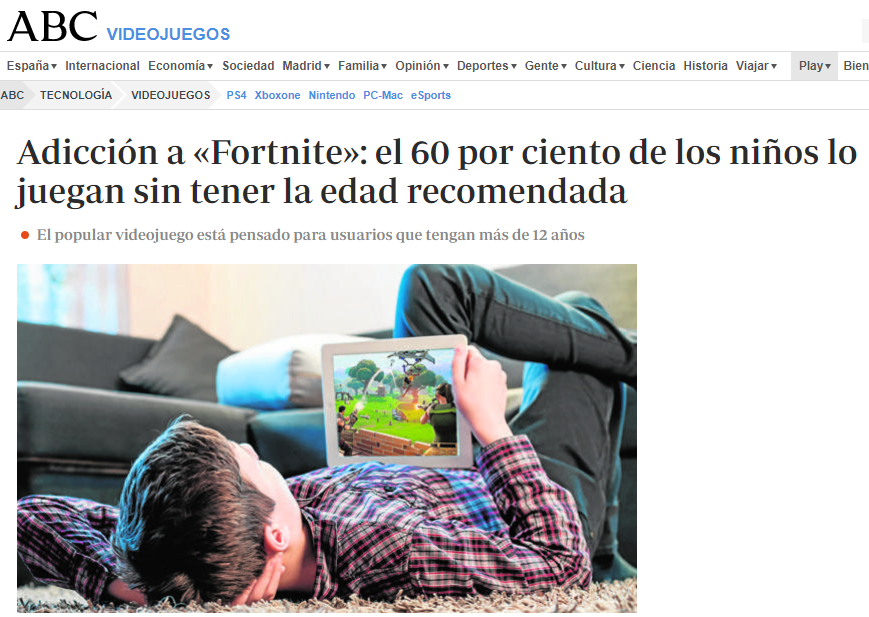 ABC VIDEOJUEGOS
España▾ Internacional Economía▾ Sociedad Madrid▾ Familia▾ Opinión▾ Deportes▾ Gente▾ Cultura▾ Ciencia Historia Viajar▾ Play▾ Bien
ABC TECNOLOGÍA VIDEOJUEGOS PS4 Xboxone Nintendo PC-Mac eSports
Adicción a «Fortnite»: el 60 por ciento de los niños lo
juegan sin tener la edad recomendada
● El popular videojuego está pensado para usuarios que tengan más de 12 años